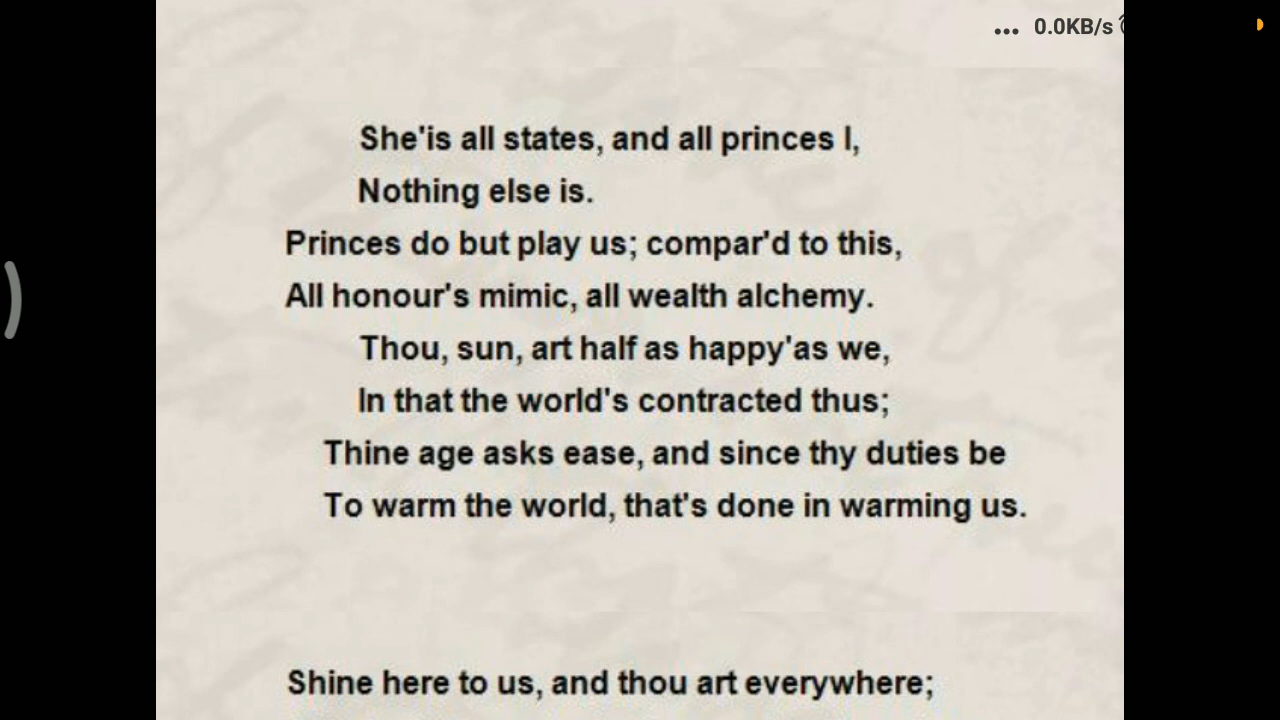 ... 0.0KB/s
She'is all states, and all princes I,
Nothing else is.
Princes do but play us; compar'd to this,
All honour's mimic, all wealth alchemy.
Thou, sun, art half as happy'as we,
In that the world's contracted thus;
Thine age asks ease, and since thy duties be
To warm the world, that's done in warming us.
Shine here to us, and thou art everywhere;